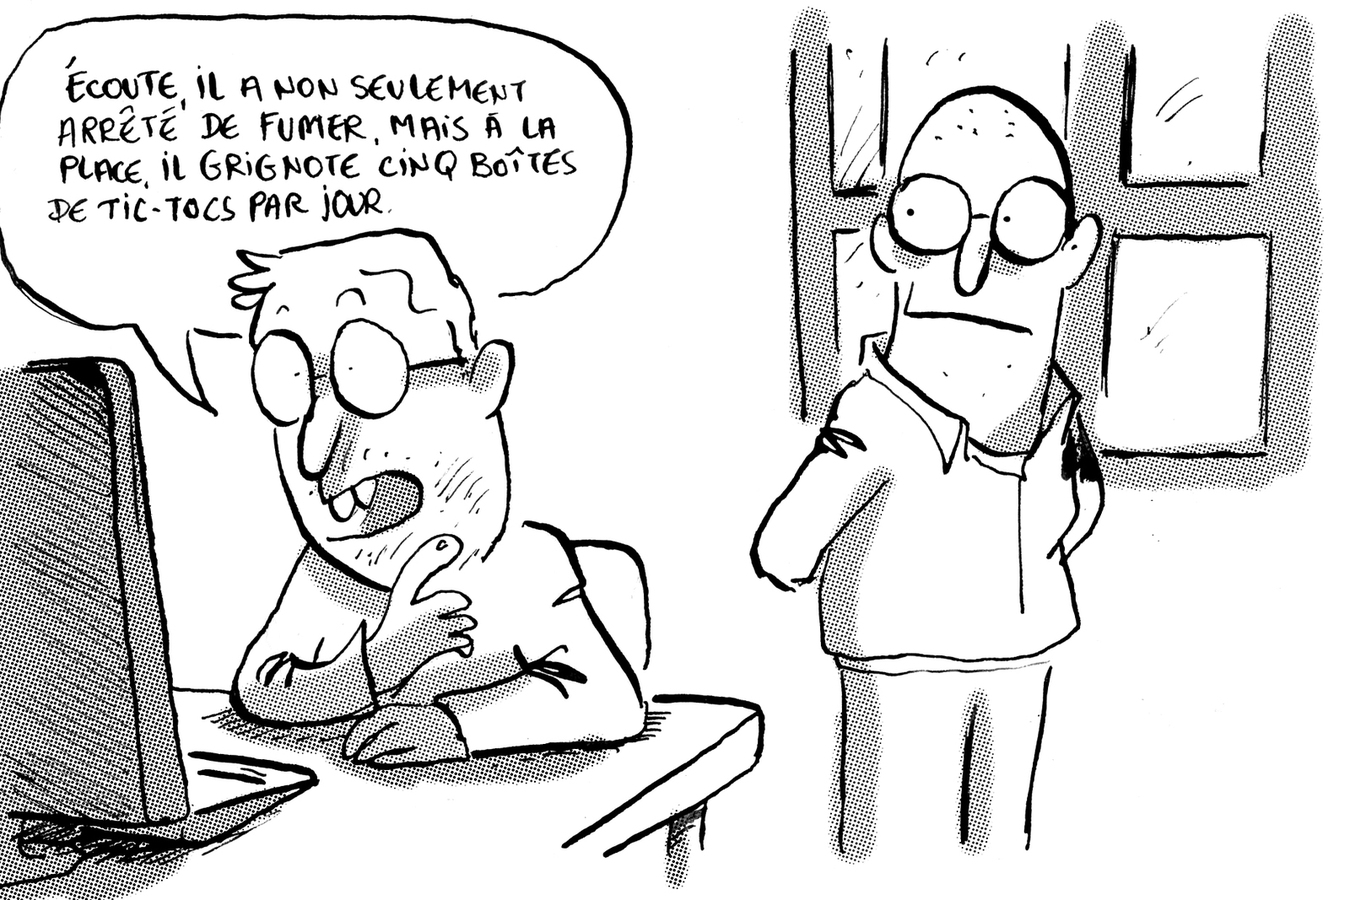 ÉCOUTE, IL A NON SEULEMENT
ARRÊTÉ DE FUMER, MAIS À LA
PLACE, IL GRIGNOTE CINQ BOÎTES
DE TIC-TOCS PAR JOUR.